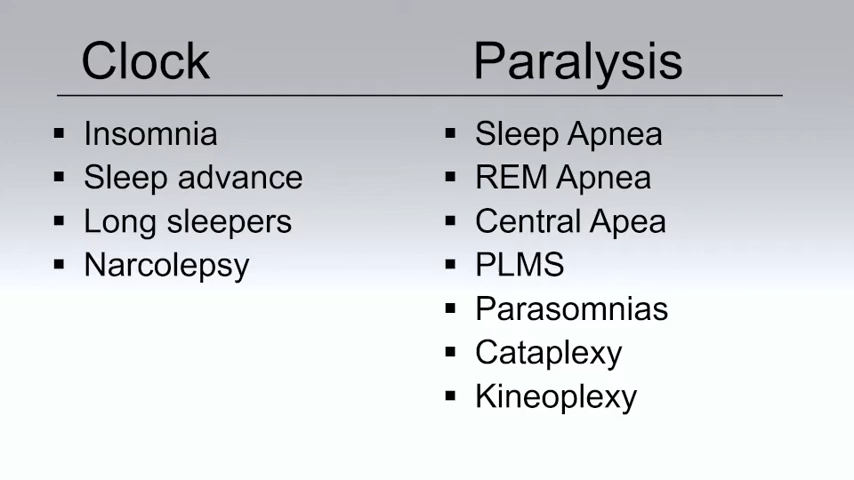 Clock
Insomnia
Sleep advance
Long sleepers
Narcolepsy
Paralysis
Sleep Apnea
REM Apnea
Central Apea
PLMS
Parasomnias
Cataplexy
Kineoplexy